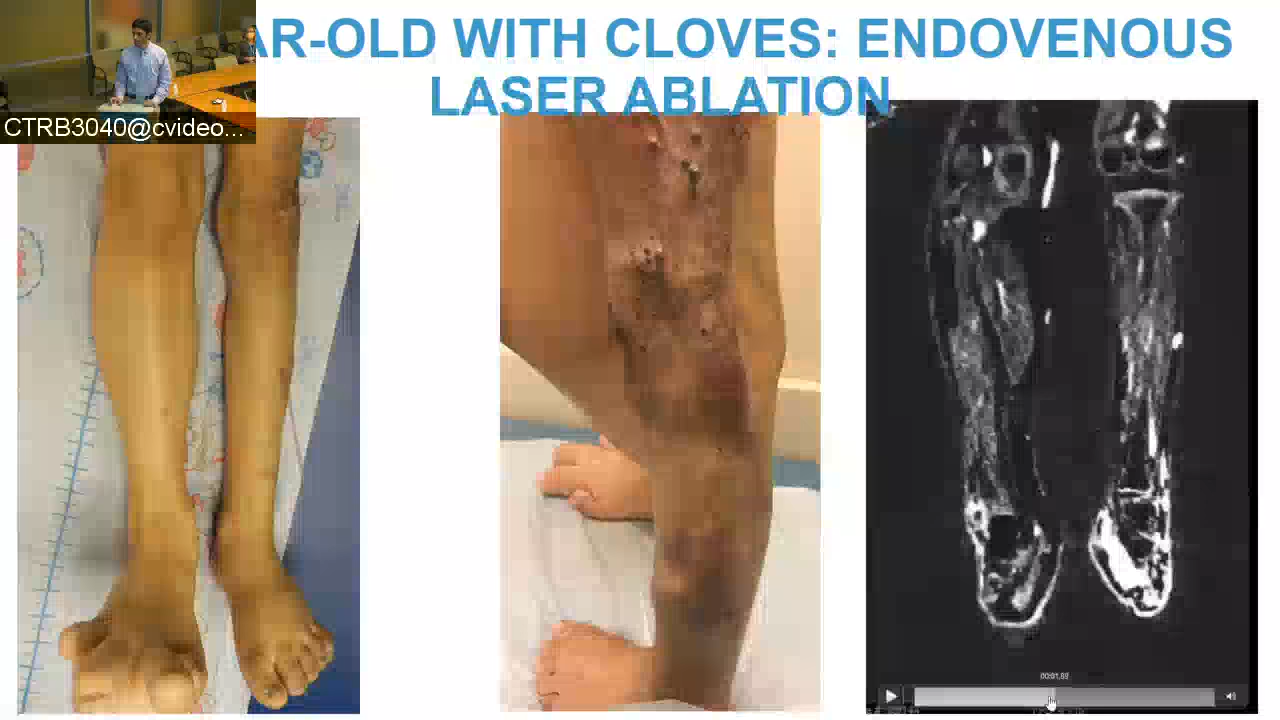 AR-OLD WITH CLOVES: ENDOVENOUS
LASER ABLATION
CTRB3040@cvideo...